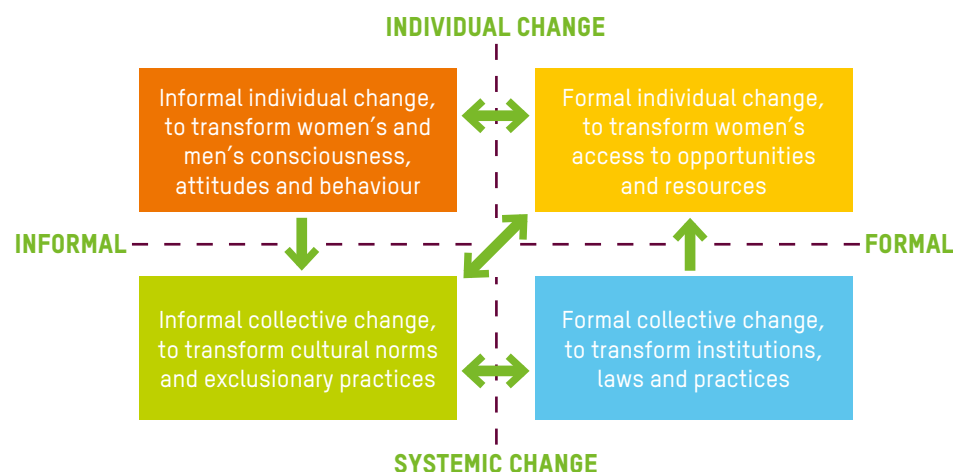 INDIVIDUAL CHANGE
Informal individual change,
to transform women's and
men's consciousness,
attitudes and behaviour
Formal individual change,
to transform women's
access to opportunities
and resources
INFORMAL
FORMAL
Informal collective change,
to transform cultural norms
and exclusionary practices
Formal collective change,
to transform institutions,
laws and practices
SYSTEMIC CHANGE